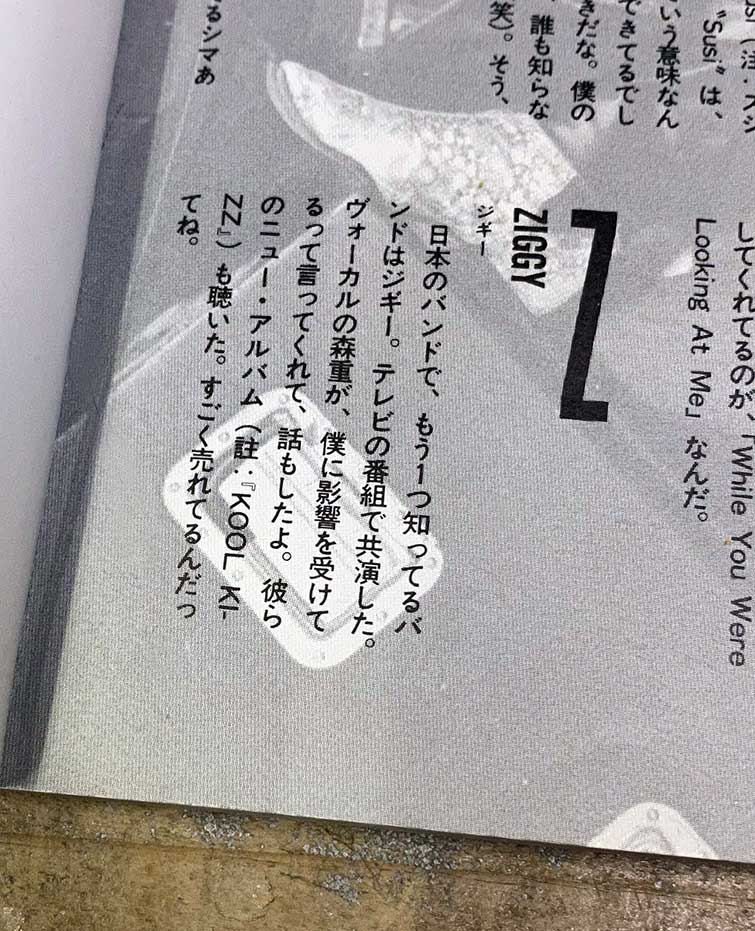 ZIGGY" は、
という意味なん
できてるでし
きだな。僕の
、誰も知らな
笑)。そう、
るシマあ
してくれてるのが、「While You Were
Looking At Me」なんだ。
Z
ZIGGY
ジギー
日本のバンドで、もう1つ知ってるバ
ンドはジギー。テレビの番組で共演した。
ヴォーカルの森重が、僕に影響を受けて
るって言ってくれて、話もしたよ。彼ら
のニュー・アルバム(註:『KOOL KI-
ZZ』)も聴いた。すごく売れてるんだっ
てね。